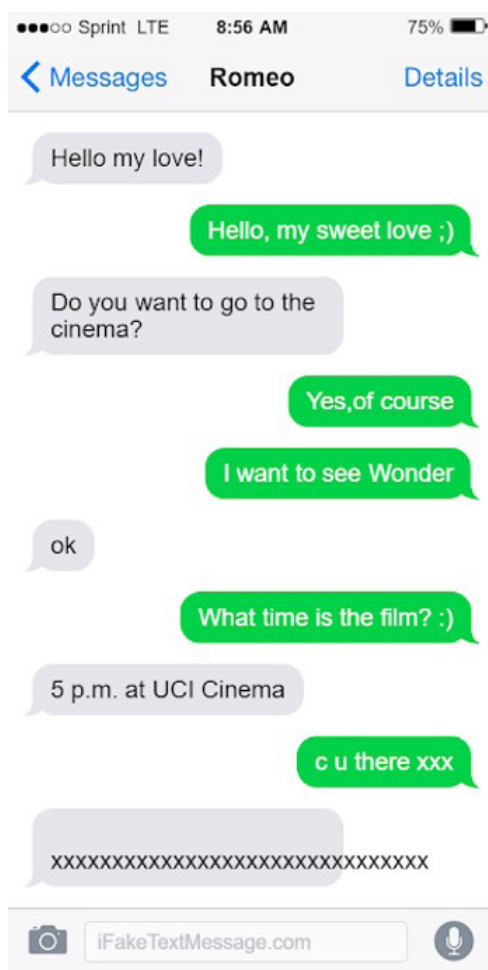 Sprint LTE 8:56 AM 75%
Messages Romeo Details
Hello my love!
Hello, my sweet love ;)
Do you want to go to the
cinema?
Yes,of course
I want to see Wonder
ok
What time is the film? :)
5 p.m. at UCI Cinema
c u there xxx
xxxxxxxxxxxxxxxxxxxxxxxxxxxxxxx
iFakeTextMessage.com